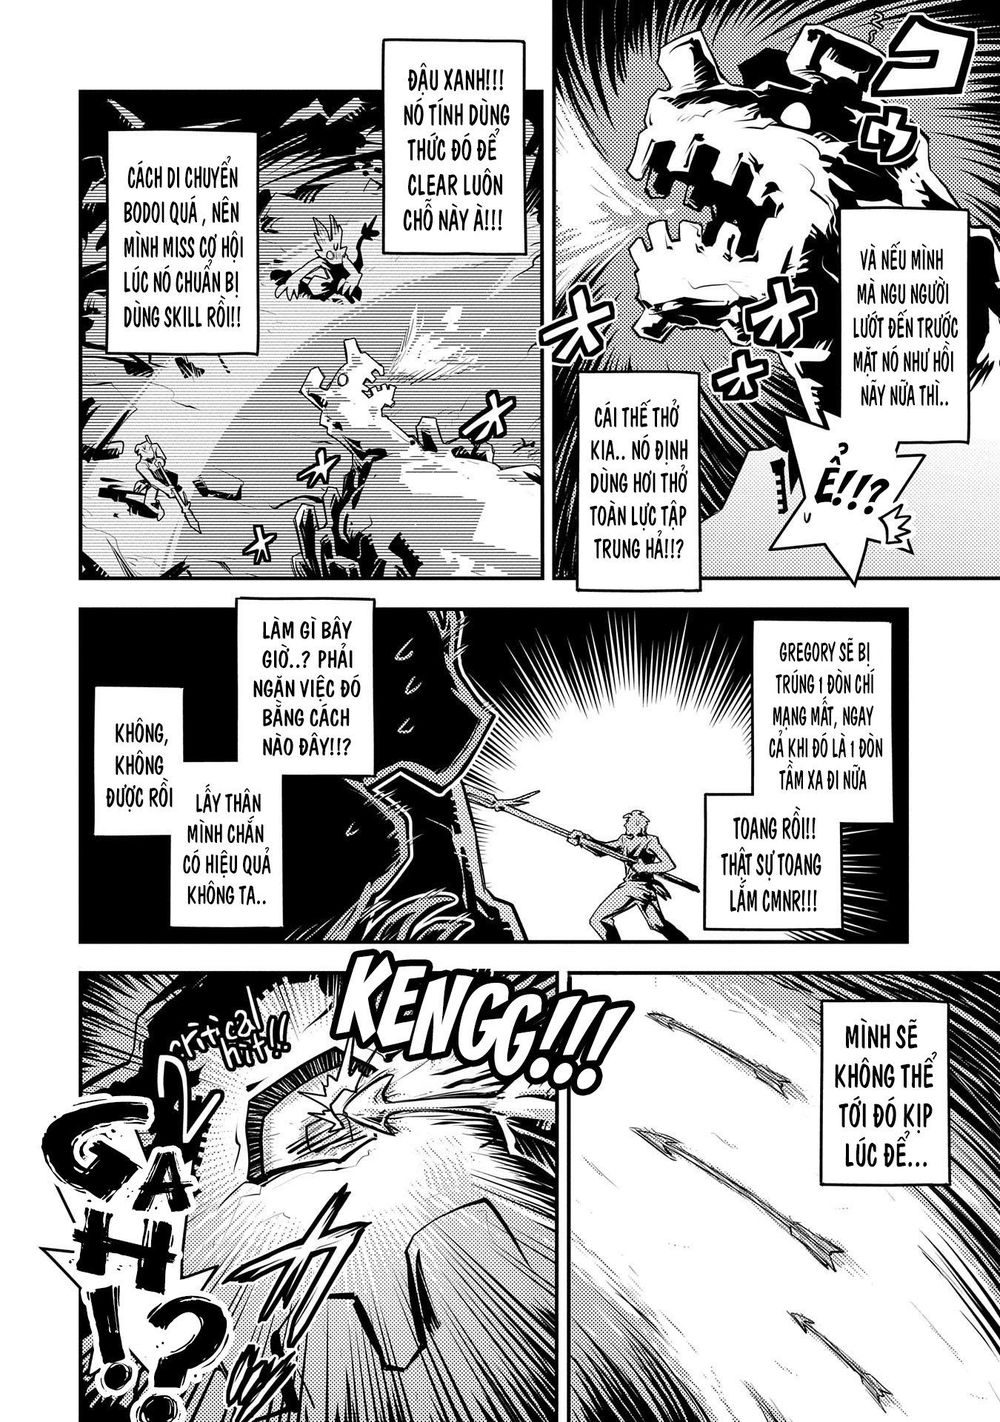 コ
ウ
VÀ NẾU MÌNH
MÀ NGU NGƯỜI
LƯỚT ĐẾN TRƯỚC
MẶT NÓ NHƯ HỒI
NÃY NỮA THÌ..
Ể!!!?
CÁI THẾ THỞ
KIA.. NÓ ĐỊNH
DÙNG HƠI THỞ
TOÀN LỰC TẬP
TRUNG HẢ!!?
ĐẬU XANH!!!
NÓ TÍNH DÙNG
THỨC ĐÓ ĐỂ
CLEAR LUÔN
CHỖ NÀY À!!!
CÁCH DI CHUYỂN
BODOI QUÁ , NÊN
MÌNH MISS CƠ HỘI
LÚC NÓ CHUẨN BỊ
DÙNG SKILL RỒI!!
GREGORY SẼ BỊ
TRÚNG 1 ĐÒN CHÍ
MẠNG MẤT, NGAY
CẢ KHI ĐÓ LÀ 1 ĐÒN
TẦM XA ĐI NỮA
TOANG RỒI!!
THẬT SỰ TOANG
LẮM CMNR!!!
LÀM GÌ BÂY
GIỜ..? PHẢI
NGĂN VIỆC ĐÓ
BẰNG CÁCH
NÀO ĐÂY!!?
LẤY THÂN
MÌNH CHẮN
CÓ HIỆU QUẢ
KHÔNG TA..
KHÔNG,
KHÔNG
ĐƯỢC RỒI
MÌNH SẼ
KHÔNG THỂ
TỚI ĐÓ KỊP
LÚC ĐỂ...
KENGG!!!
critical
hit!!
GAH!?